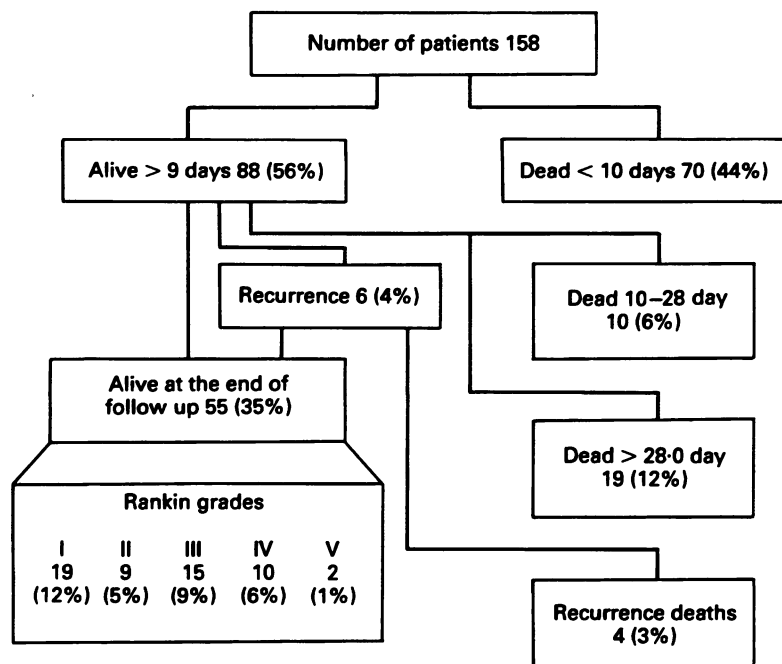 Number of patients 158
Alive > 9 days 88 (56%)
Dead < 10 days 70 (44%)
Recurrence 6 (4%)
Dead 10–28 day
10 (6%)
Alive at the end of
follow up 55 (35%)
Dead > 28·0 day
19 (12%)
Rankin grades
I II III IV V
19 9 15 10 2
(12%) (5%) (9%) (6%) (1%)
Recurrence deaths
4 (3%)